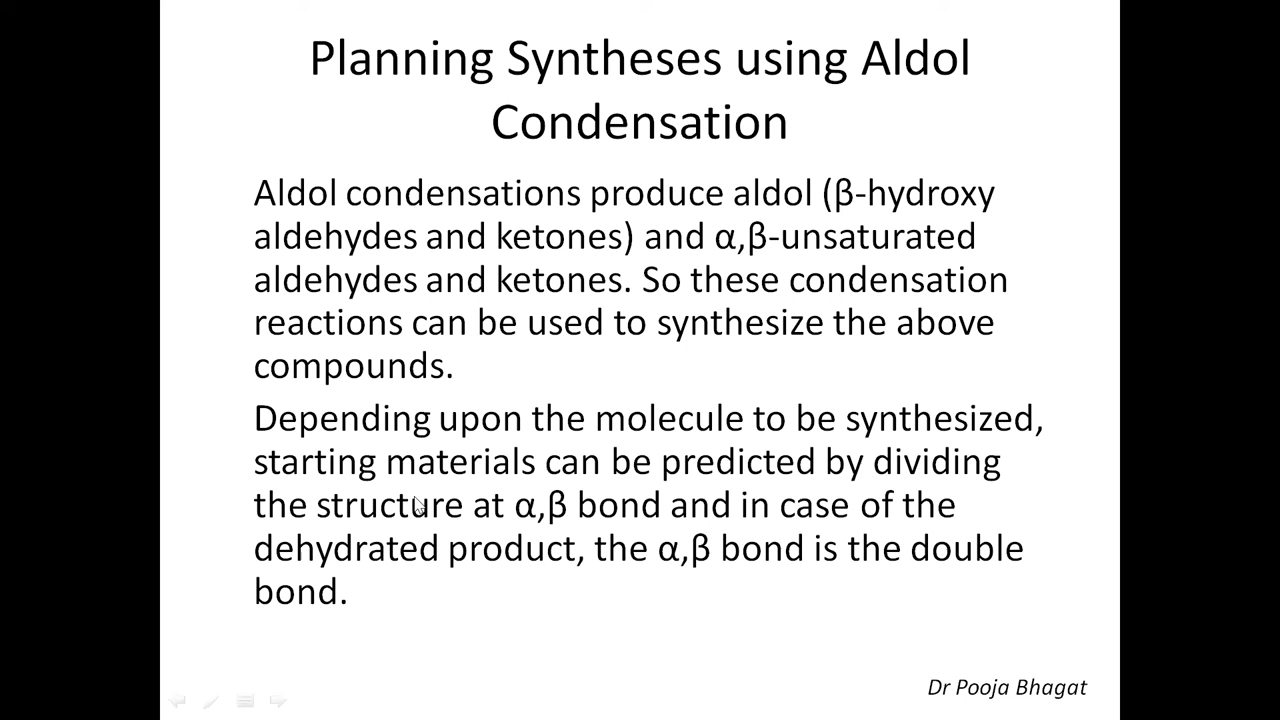 Planning Syntheses using Aldol
Condensation
Aldol condensations produce aldol (β-hydroxy
aldehydes and ketones) and α,β-unsaturated
aldehydes and ketones. So these condensation
reactions can be used to synthesize the above
compounds.
Depending upon the molecule to be synthesized,
starting materials can be predicted by dividing
the structure at α,β bond and in case of the
dehydrated product, the α,β bond is the double
bond.
Dr Pooja Bhagat